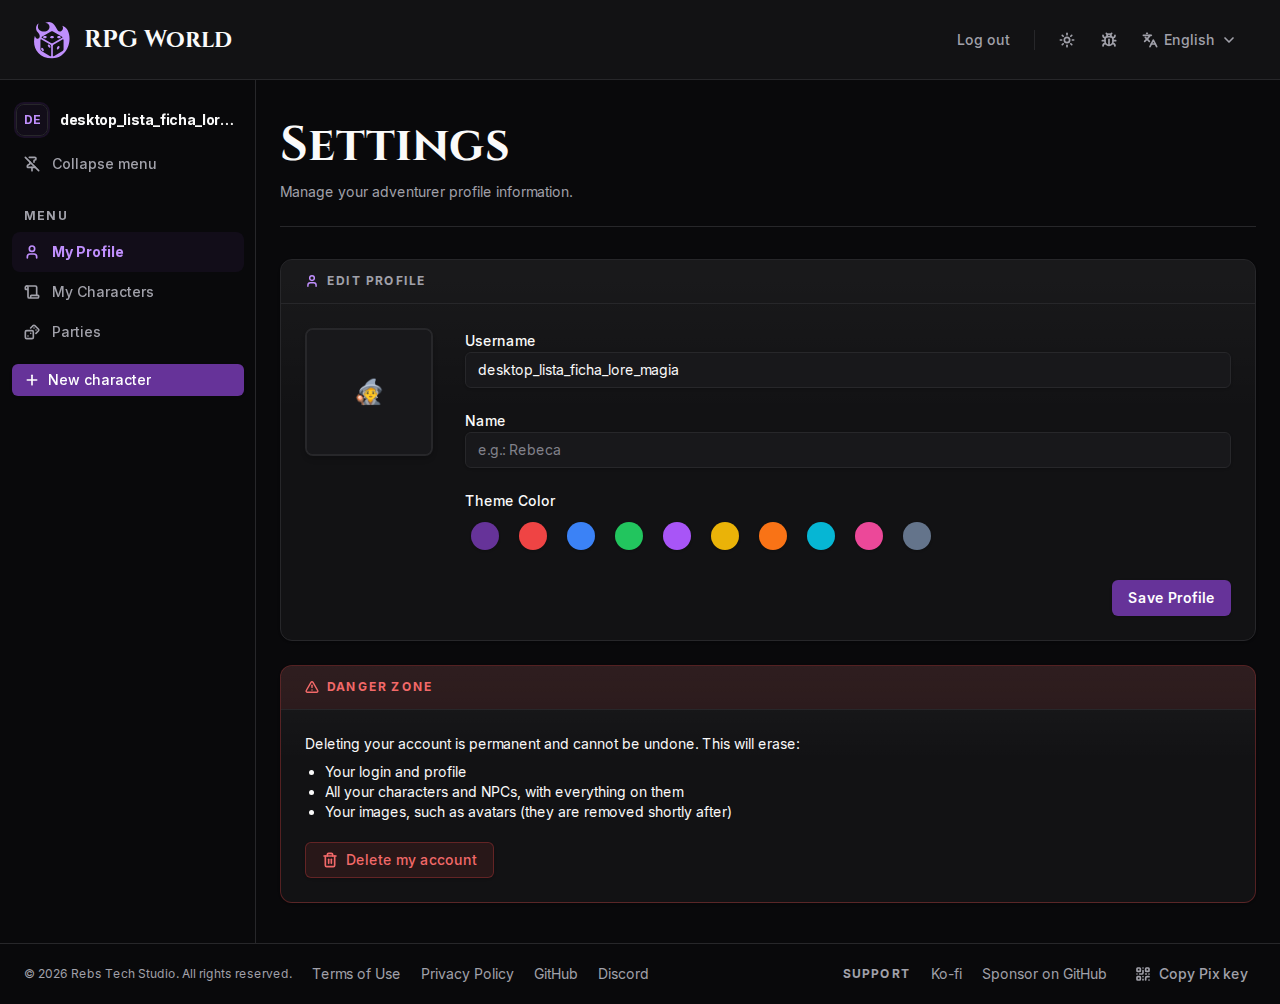 RPG World
Log out
English
DE
desktop_lista_ficha_lor...
Collapse menu
MENU
My Profile
My Characters
Parties
New character
Settings
Manage your adventurer profile information.
EDIT PROFILE
Username
desktop_lista_ficha_lore_magia
Name
e.g.: Rebeca
Theme Color
Save Profile
DANGER ZONE
Deleting your account is permanent and cannot be undone. This will erase:
• Your login and profile
• All your characters and NPCs, with everything on them
• Your images, such as avatars (they are removed shortly after)
Delete my account
© 2026 Rebs Tech Studio. All rights reserved.
Terms of Use
Privacy Policy
GitHub
Discord
SUPPORT
Ko-fi
Sponsor on GitHub
Copy Pix key